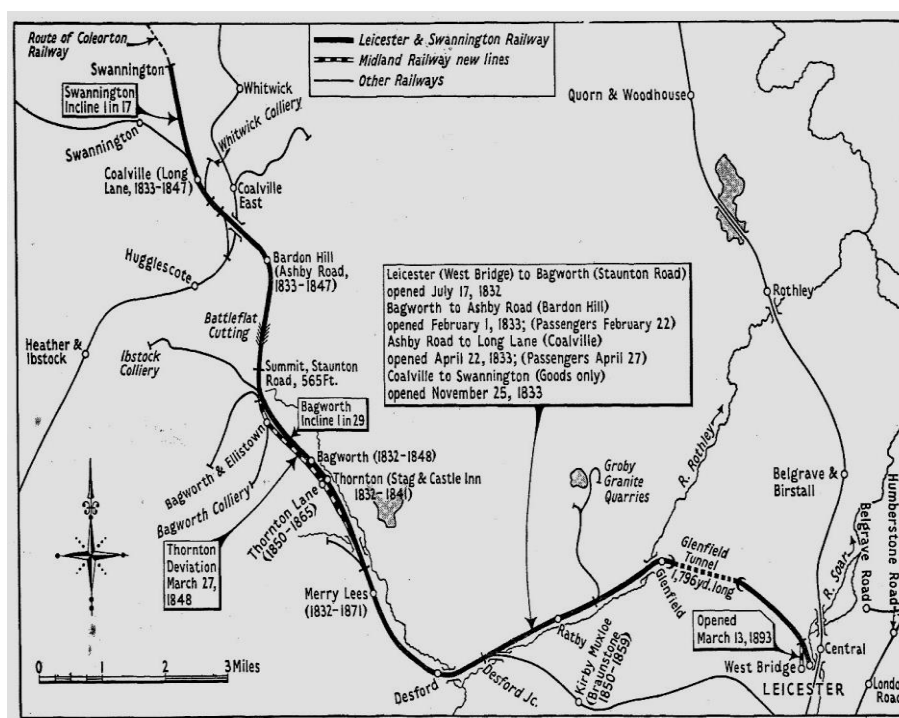 Route of Coleorton
Railway
Swannington
Swannington
Incline 1 in 17
Swannington
Whitwick
Whitwick Colliery
Coalville (Long
Lane, 1833-1847)
Coalville
East
Leicester & Swannington Railway
Midland Railway new lines
Other Railways
Quorn & Woodhouse
Hugglescote
Bardon Hill
(Ashby Road,
1833-1847)
Battleflat
Cutting
Heather &
Ibstock
Ibstock
Colliery
Summit, Staunton
Road, 565Ft.
Leicester (West Bridge) to Bagworth (Staunton Road)
opened July 17, 1832
Bagworth to Ashby Road (Bardon Hill)
opened February 1, 1833; (Passengers February 22)
Ashby Road to Long Lane (Coalville)
opened April 22, 1833; (Passengers April 27)
Coalville to Swannington (Goods only)
opened November 25, 1833
Rothley
R. Rothley
Bagworth
Incline 1 in 29
Bagworth & Ellistown
Bagworth (1832-1848)
Thornton (Stag & Castle Inn
1832-1841)
Bagworth Colliery
Thornton Lane
(1850-1865)
Thornton
Deviation
March 27,
1848
Groby
Granite
Quarries
Belgrave &
Birstall
Humberstone Road
Belgrave
Road
R. Soar
Glenfield
Tunnel
1,796yd. long
Glenfield
Merry Lees
(1832-1871)
Ratby
Opened
March 13, 1893
Desford
Desford Jc.
Kirby Muxloe
(Braunstone
1850-1859)
West Bridge
Central
LEICESTER
London
Road
0 1 2 3 Miles